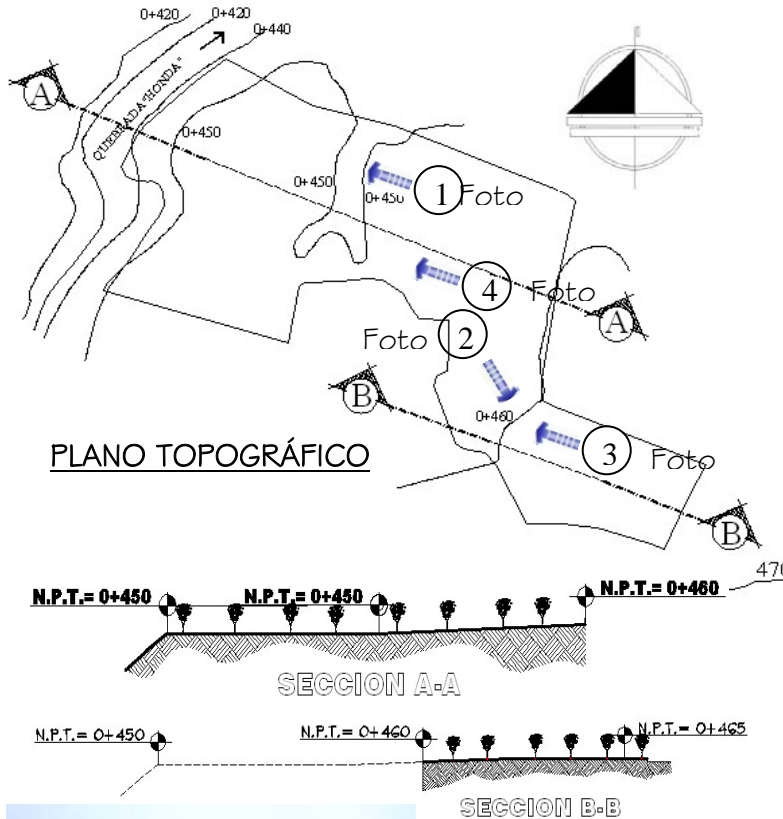 0+420
0+420
0+440
QUEBRADA "HONDA"
A
0+450
0+450
0+450
1 Foto
4 Foto
Foto 2
A
B
0+460
3 Foto
B
PLANO TOPOGRÁFICO
470
N.P.T.= 0+450
N.P.T.= 0+450
N.P.T.= 0+460
SECCION A-A
N.P.T.= 0+450
N.P.T.= 0+460
N.P.T.= 0+465
SECCION B-B